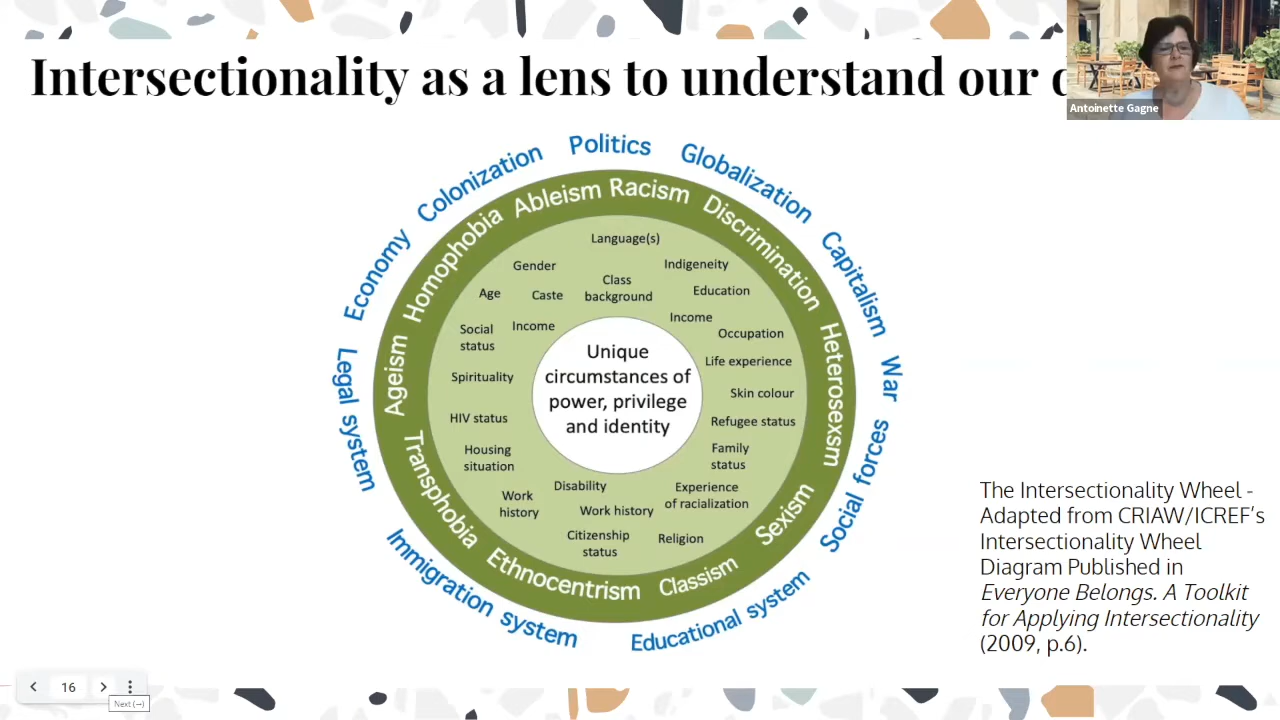 Intersectionality as a lens to understand our
Antoinette Gagne
Politics
Globalization
Capitalism
War
Social forces
Educational system
Immigration system
Legal system
Economy
Colonization
Racism
Discrimination
Heterosexsm
Sexism
Classism
Ethnocentrism
Transphobia
Ageism
Homophobia
Ableism
Language(s)
Gender
Indigeneity
Class
background
Age
Caste
Education
Income
Income
Social
status
Occupation
Life experience
Spirituality
Skin colour
HIV status
Refugee status
Housing
situation
Family
status
Disability
Experience
of racialization
Work
history
Work history
Citizenship
status
Religion
Unique
circumstances of
power, privilege
and identity
The Intersectionality Wheel -
Adapted from CRIAW/ICREF’s
Intersectionality Wheel
Diagram Published in
Everyone Belongs. A Toolkit
for Applying Intersectionality
(2009, p.6).
16
Next (→)